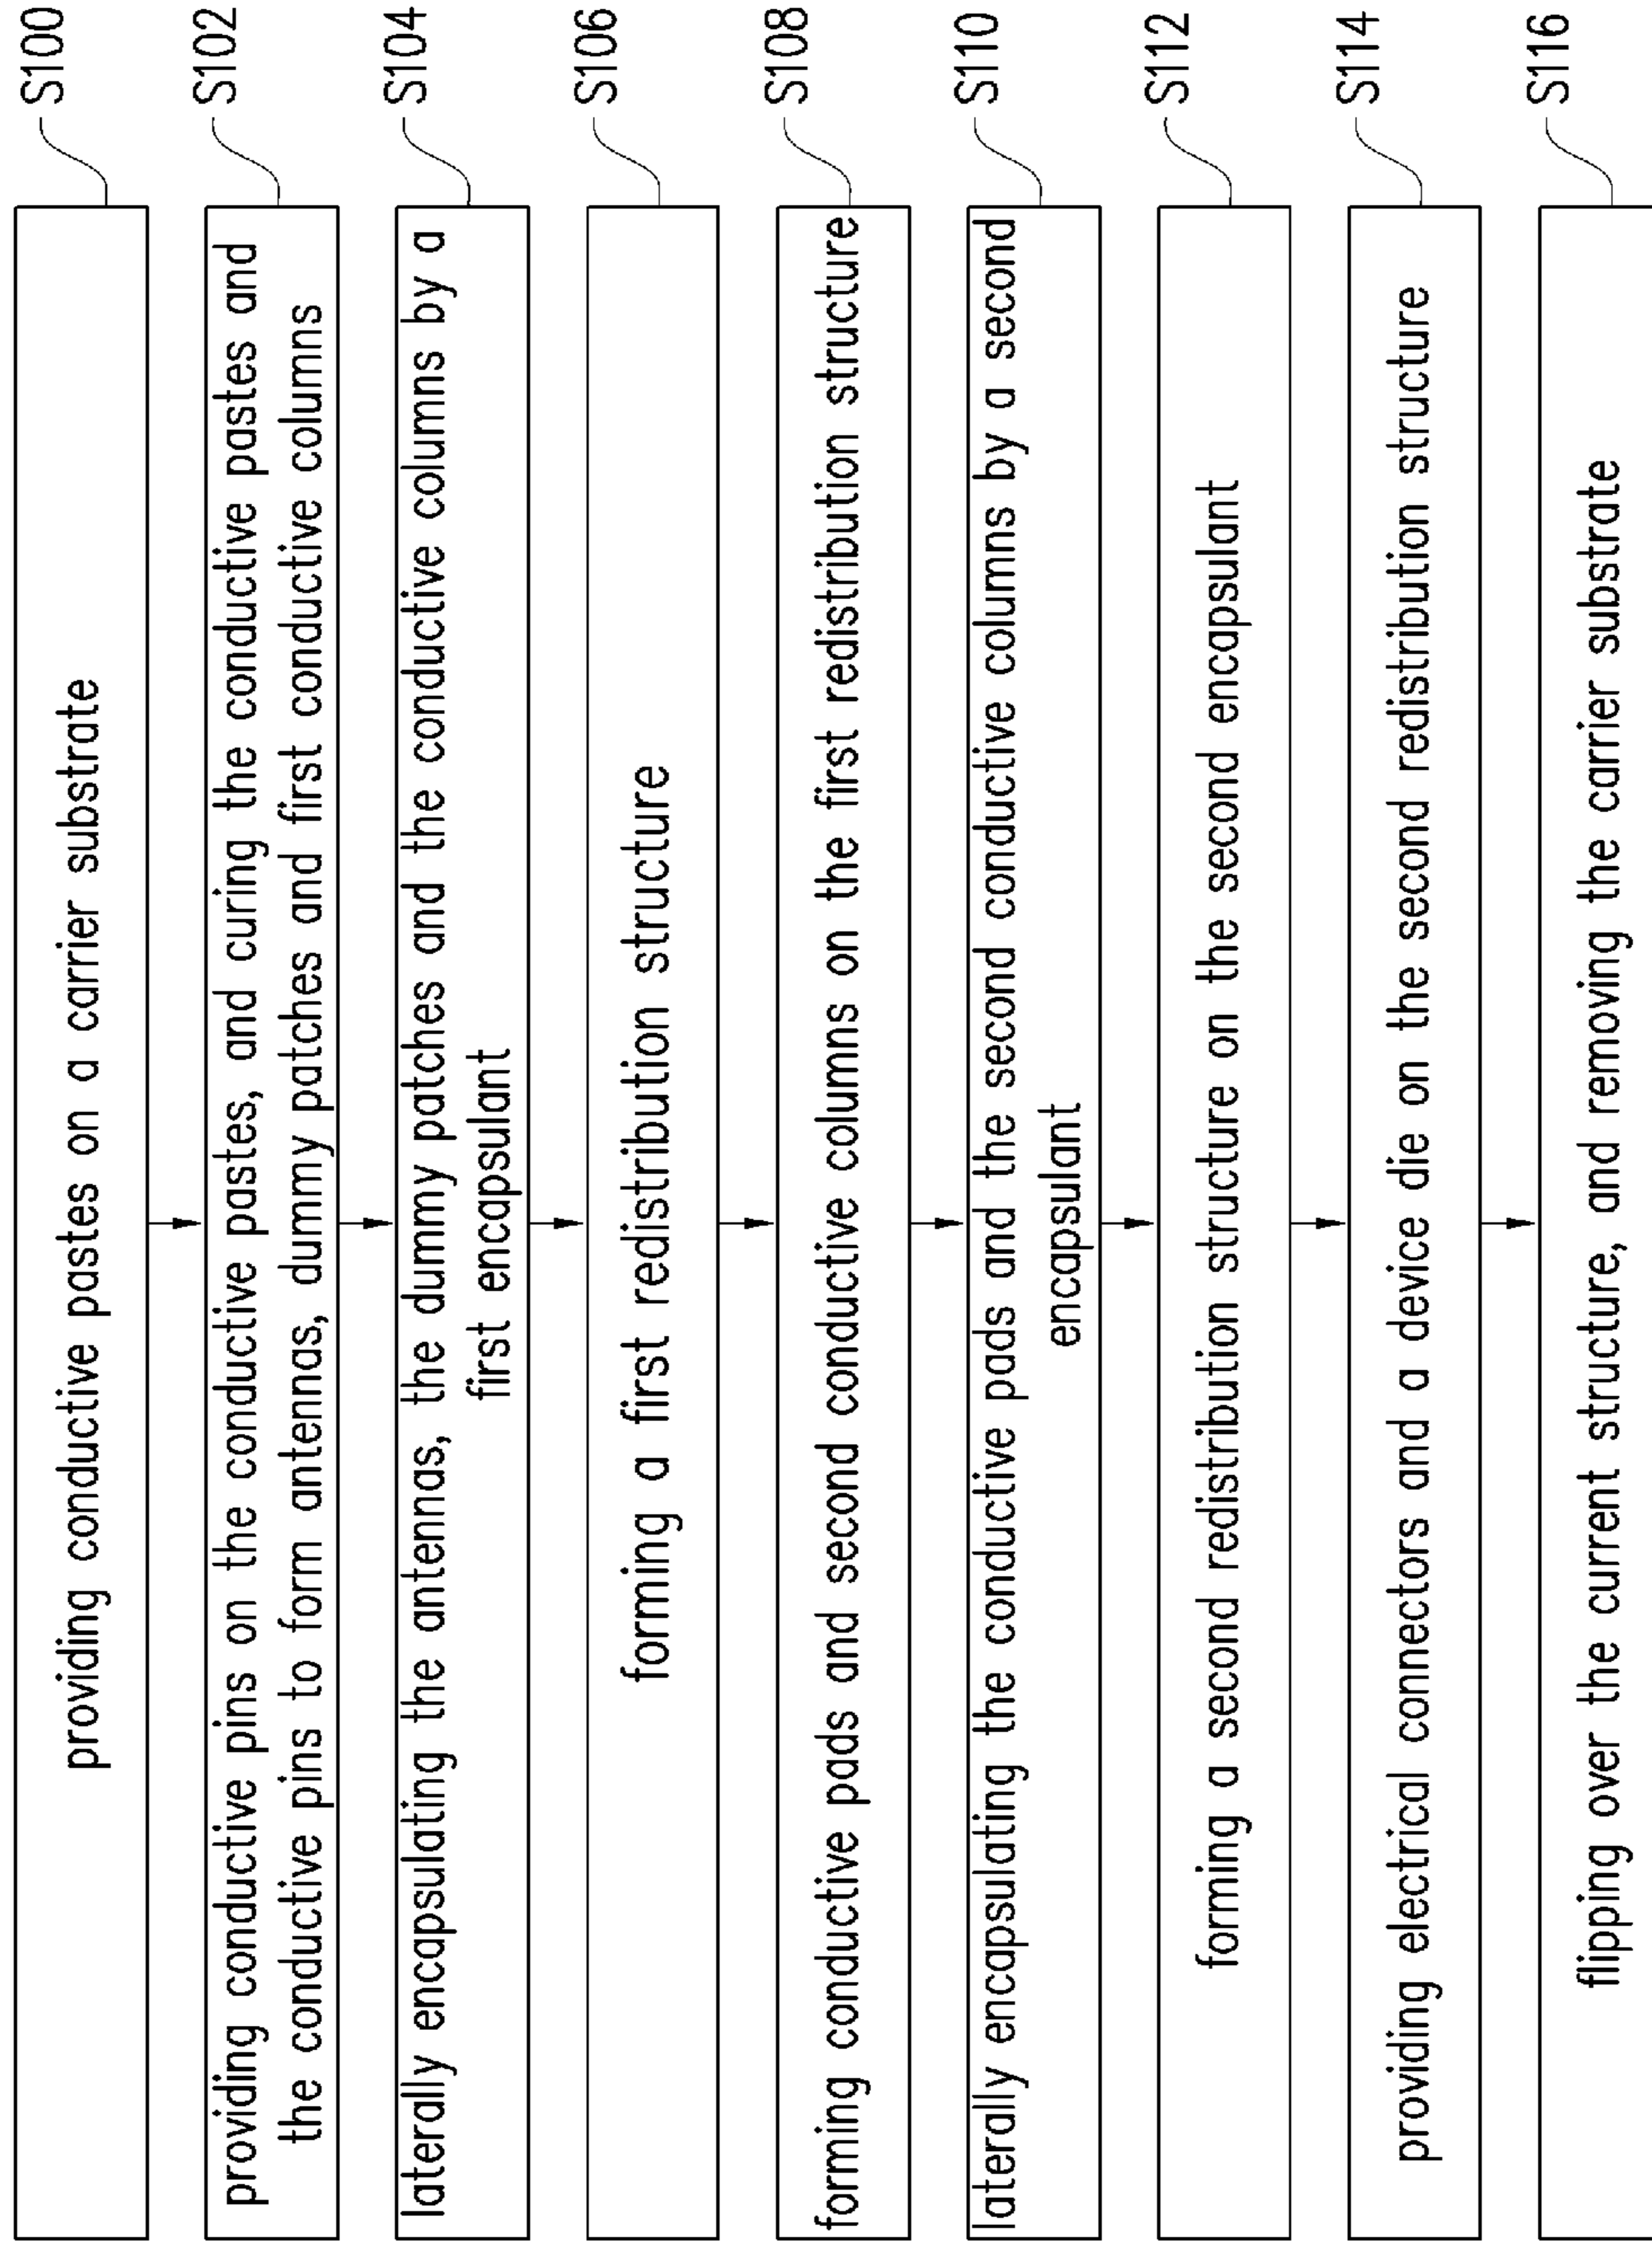 providing conductive pastes on a carrier substrate
S100
providing conductive pins on the conductive pastes, and curing the conductive pastes and
the conductive pins to form antennas, dummy patches and first conductive columns
S102
laterally encapsulating the antennas, the dummy patches and the conductive columns by a
first encapsulant
S104
forming a first redistribution structure
S106
forming conductive pads and second conductive columns on the first redistribution structure
S108
laterally encapsulating the conductive pads and the second conductive columns by a second
encapsulant
S110
forming a second redistribution structure on the second encapsulant
S112
providing electrical connectors and a device die on the second redistribution structure
S114
flipping over the current structure, and removing the carrier substrate
S116